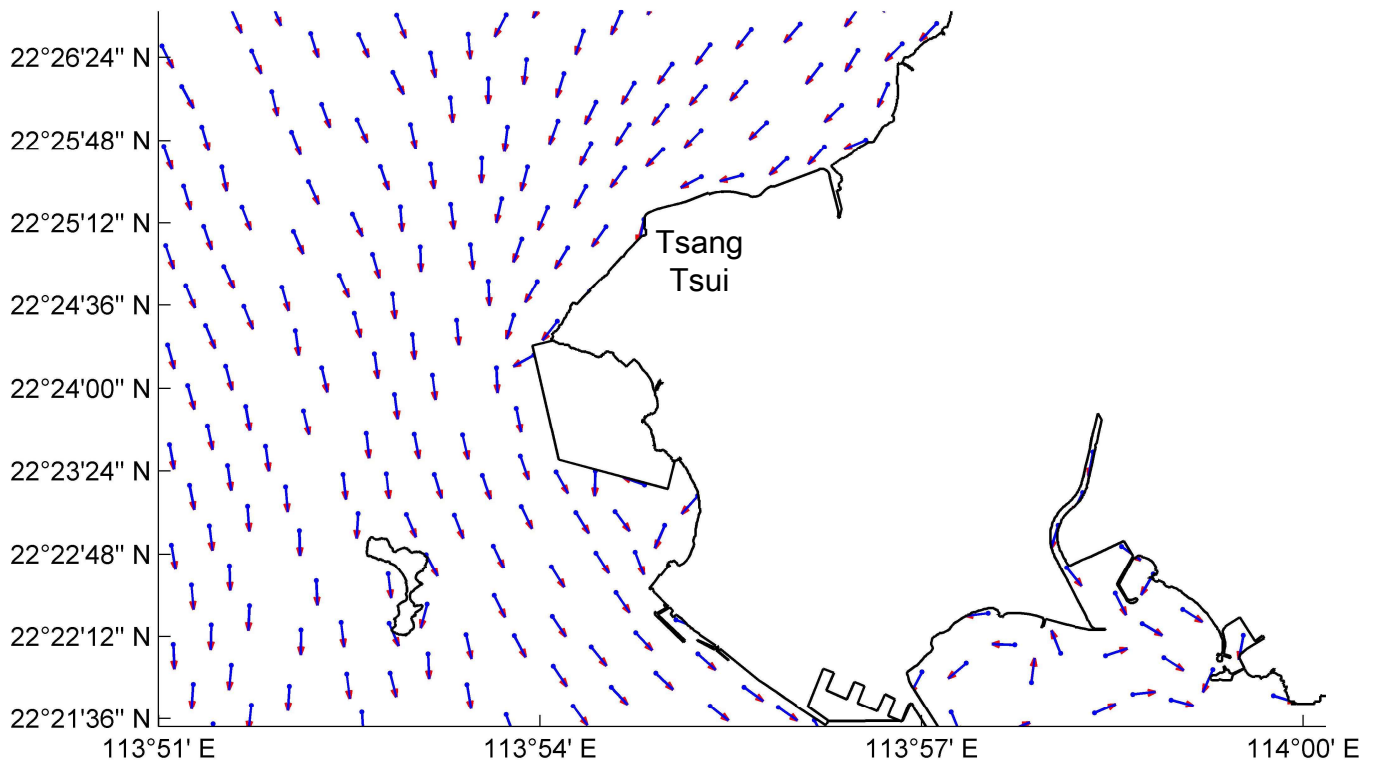 22°26'24" N
22°25'48" N
22°25'12" N
Tsang
Tsui
22°24'36" N
22°24'00" N
22°23'24" N
22°22'48" N
22°22'12" N
22°21'36" N
113°51' E
113°54' E
113°57' E
114°00' E